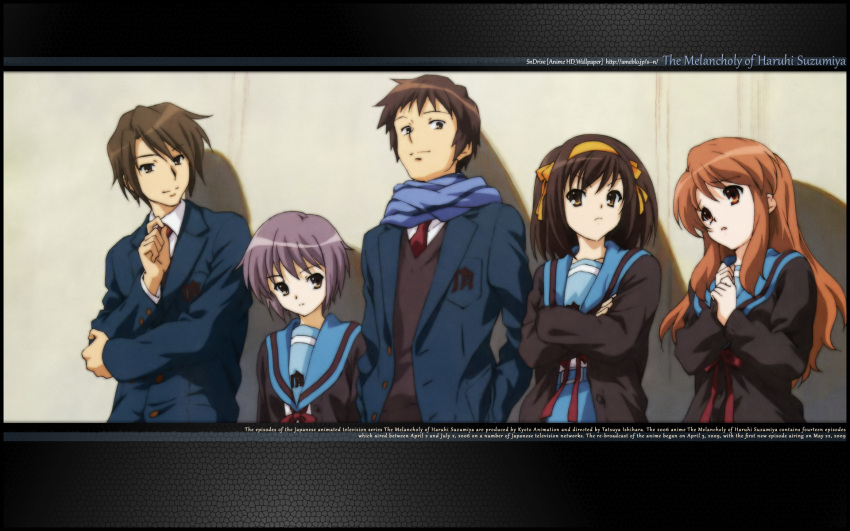 SnDrive [Anime HD_Wallpaper] http://ameblo.jp/o-n/ The Melancholy of Haruhi Suzumiya
The episodes of the Japanese animated television series The Melancholy of Haruhi Suzumiya are produced by Kyoto Animation and directed by Tatsuya Ishihara. The 2006 anime The Melancholy of Haruhi Suzumiya contains fourteen episodes
which aired between April 2 and July 2, 2006 on a number of Japanese television networks. The re-broadcast of the anime began on April 3, 2009, with the first new episode airing on May 22, 2009